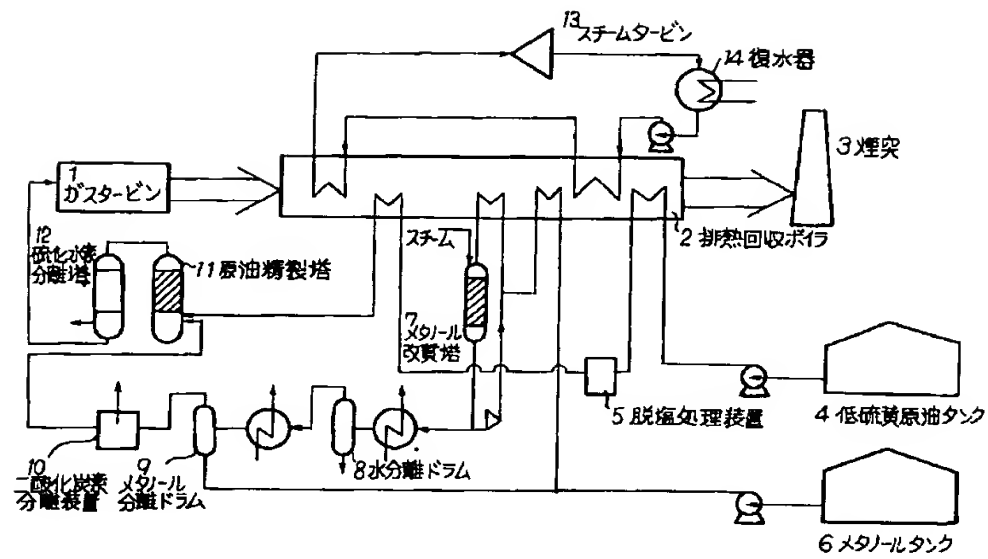 13
スチームタービン
14 復水器
3 煙突
1
ガスタービン
2 排熱回収ボイラ
12
硫化水素
分離塔
11 原油精製塔
スチーム
7
メタノール
改質塔
5 脱塩処理装置
4 低硫黄原油タンク
8 水分離ドラム
10
二酸化炭素
分離装置
9
メタノール
分離ドラム
6 メタノールタンク